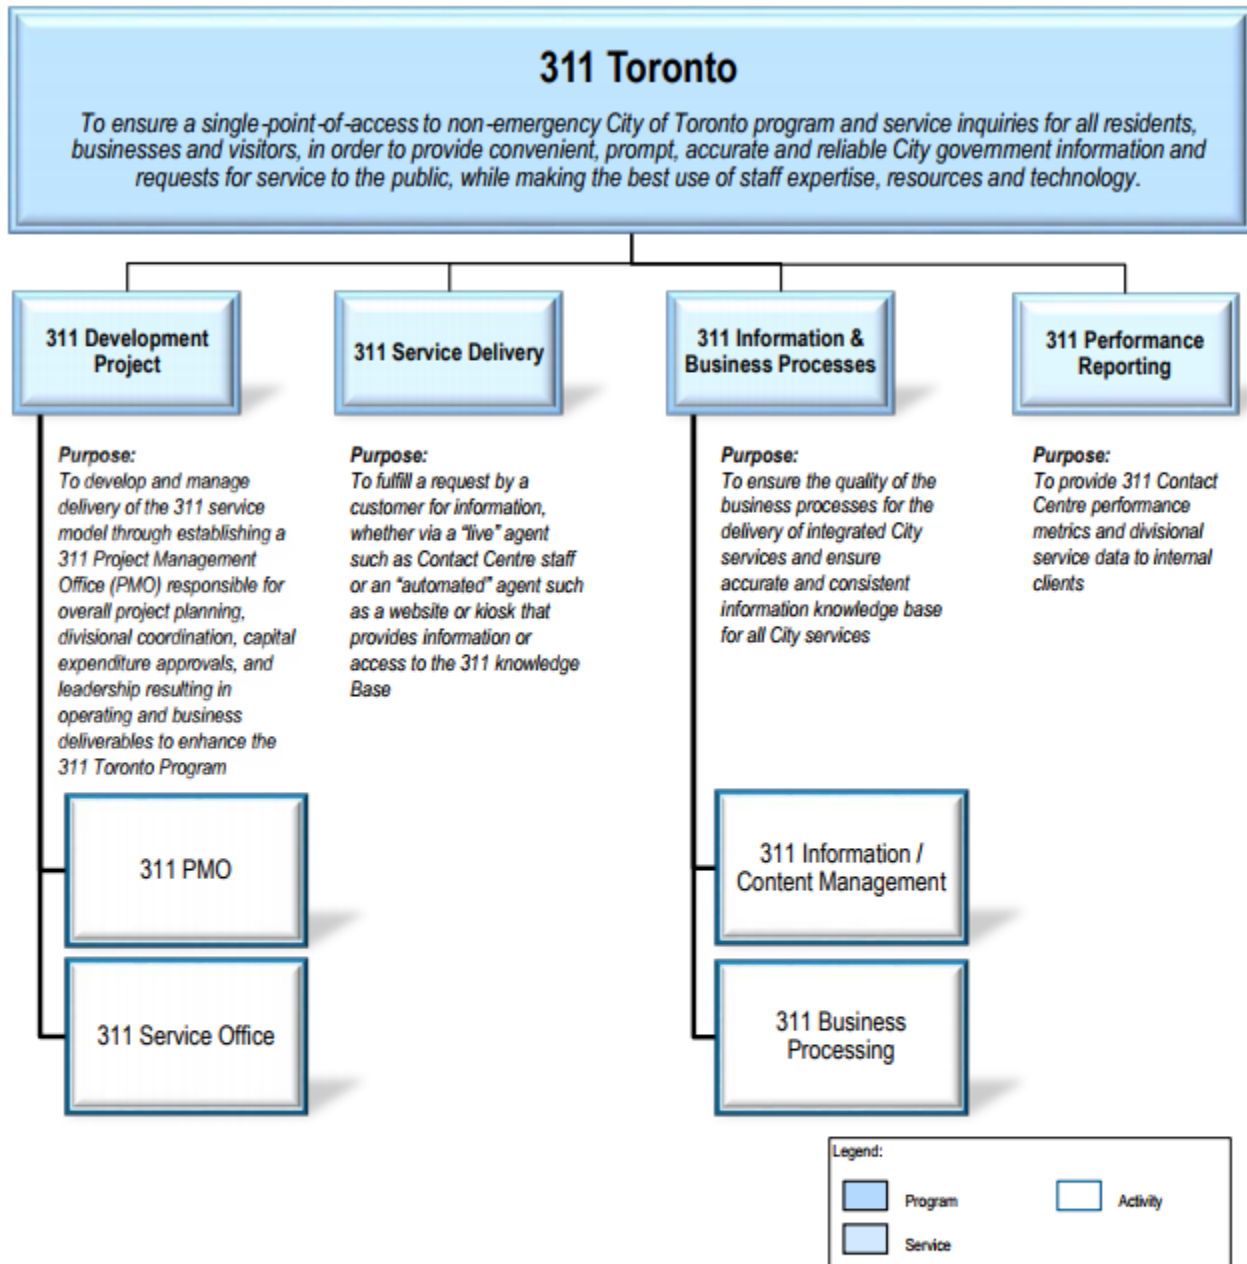 311 Toronto
To ensure a single-point-of-access to non-emergency City of Toronto program and service inquiries for all residents,
businesses and visitors, in order to provide convenient, prompt, accurate and reliable City government information and
requests for service to the public, while making the best use of staff expertise, resources and technology.
311 Development
Project
311 Service Delivery
311 Information &
Business Processes
311 Performance
Reporting
Purpose:
To develop and manage
delivery of the 311 service
model through establishing a
311 Project Management
Office (PMO) responsible for
overall project planning,
divisional coordination, capital
expenditure approvals, and
leadership resulting in
operating and business
deliverables to enhance the
311 Toronto Program
Purpose:
To fulfill a request by a
customer for information,
whether via a “live” agent
such as Contact Centre staff
or an “automated” agent such
as a website or kiosk that
provides information or
access to the 311 knowledge
Base
Purpose:
To ensure the quality of the
business processes for the
delivery of integrated City
services and ensure
accurate and consistent
information knowledge base
for all City services
Purpose:
To provide 311 Contact
Centre performance
metrics and divisional
service data to internal
clients
311 PMO
311 Service Office
311 Information /
Content Management
311 Business
Processing
Legend:
Program
Activity
Service